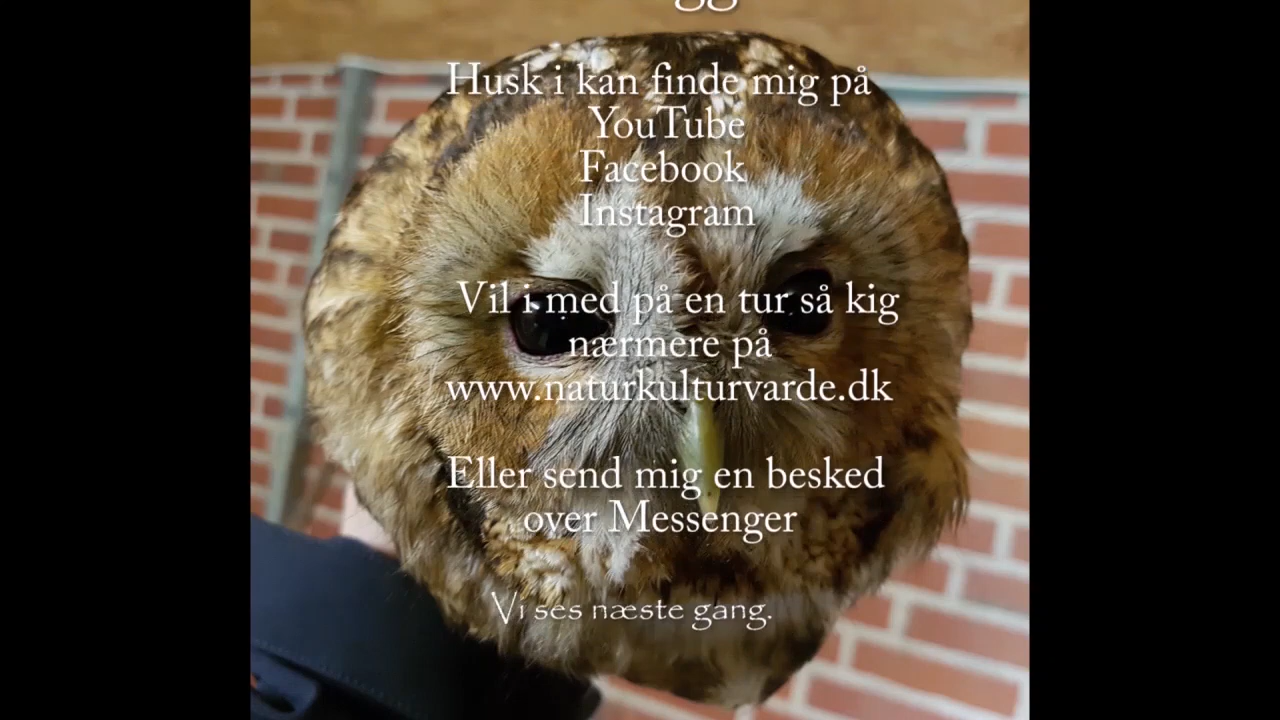 Husk i kan finde mig på
YouTube
Facebook
Instagram
Vil i med på en tur så kig
nærmere på
www.naturkulturvarde.dk
Eller send mig en besked
over Messenger
Vi ses næste gang.